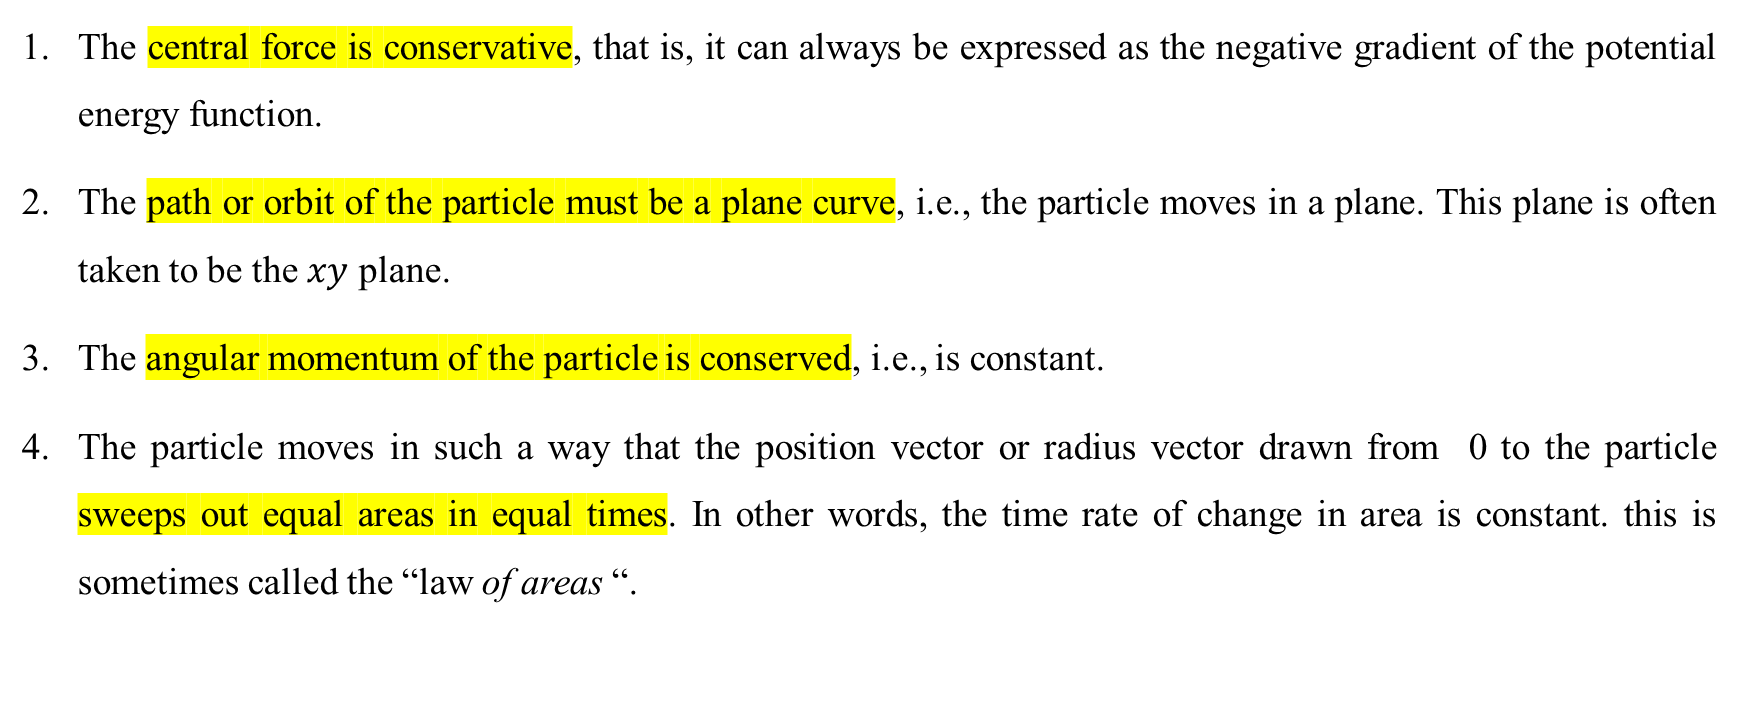 1. The central force is conservative, that is, it can always be expressed as the negative gradient of the potential
energy function.
2. The path or orbit of the particle must be a plane curve, i.e., the particle moves in a plane. This plane is often
taken to be the xy plane.
3. The angular momentum of the particle is conserved, i.e., is constant.
4. The particle moves in such a way that the position vector or radius vector drawn from 0 to the particle
sweeps out equal areas in equal times. In other words, the time rate of change in area is constant. this is
sometimes called the “law of areas “.